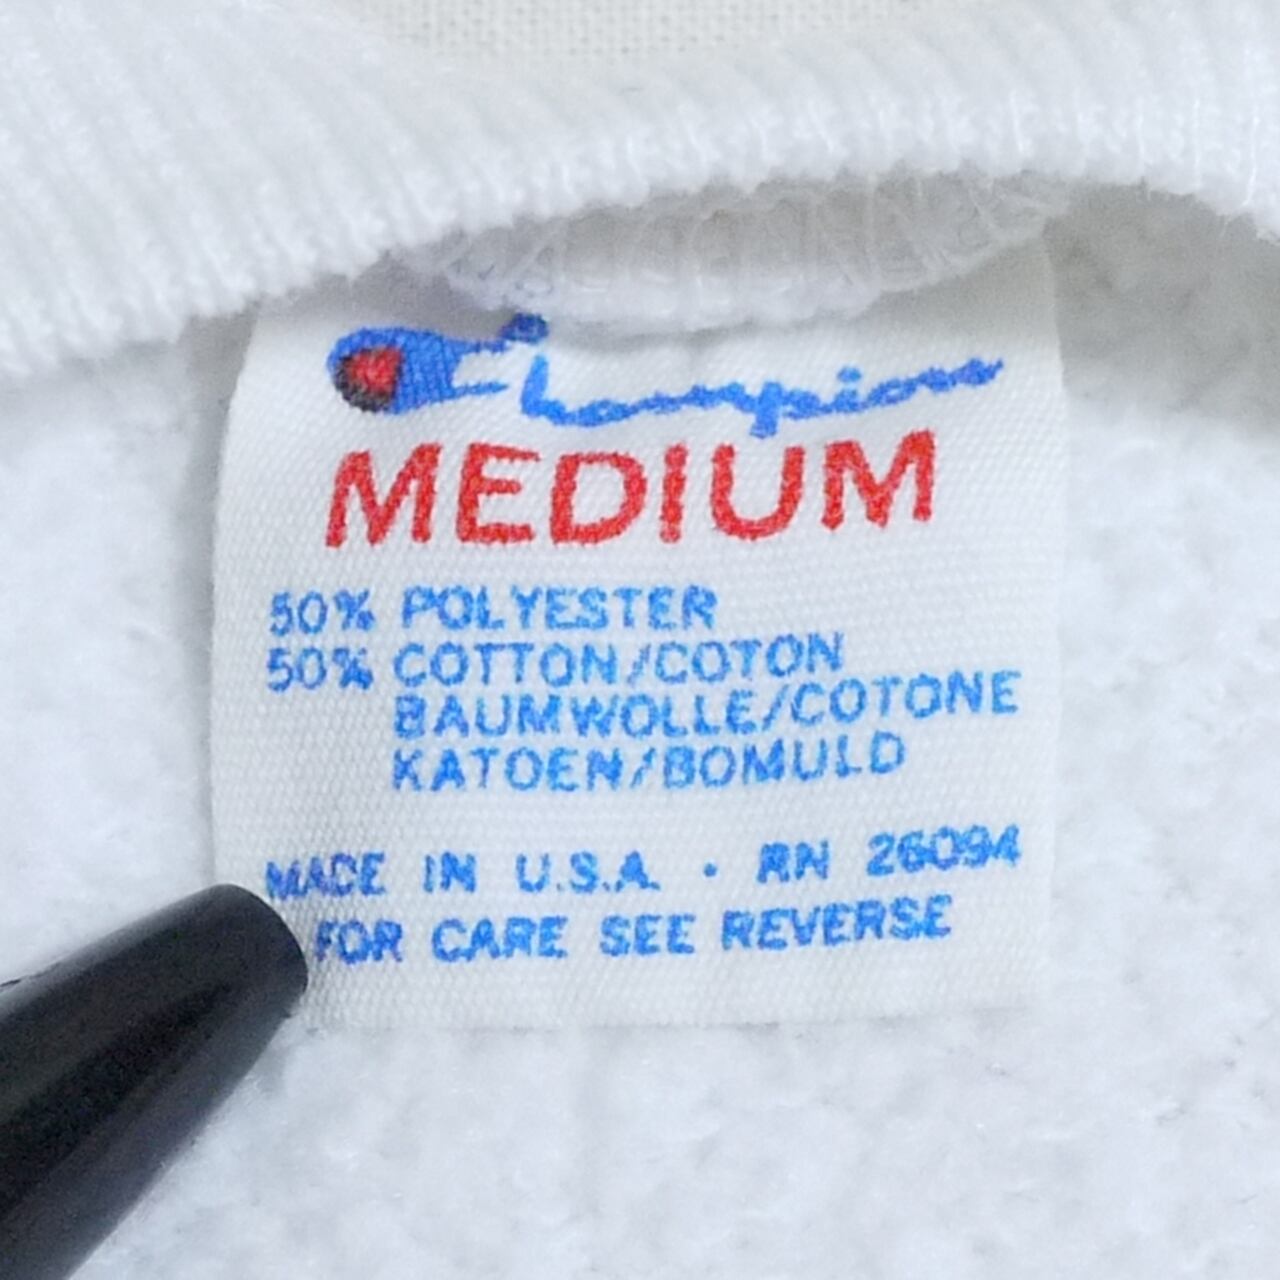 Champion
MEDIUM
50% POLYESTER
50% COTTON/COTON
BAUMWOLLE/COTONE
KATOEN/BOMULD
MADE IN U.S.A. · RN 26094
FOR CARE SEE REVERSE